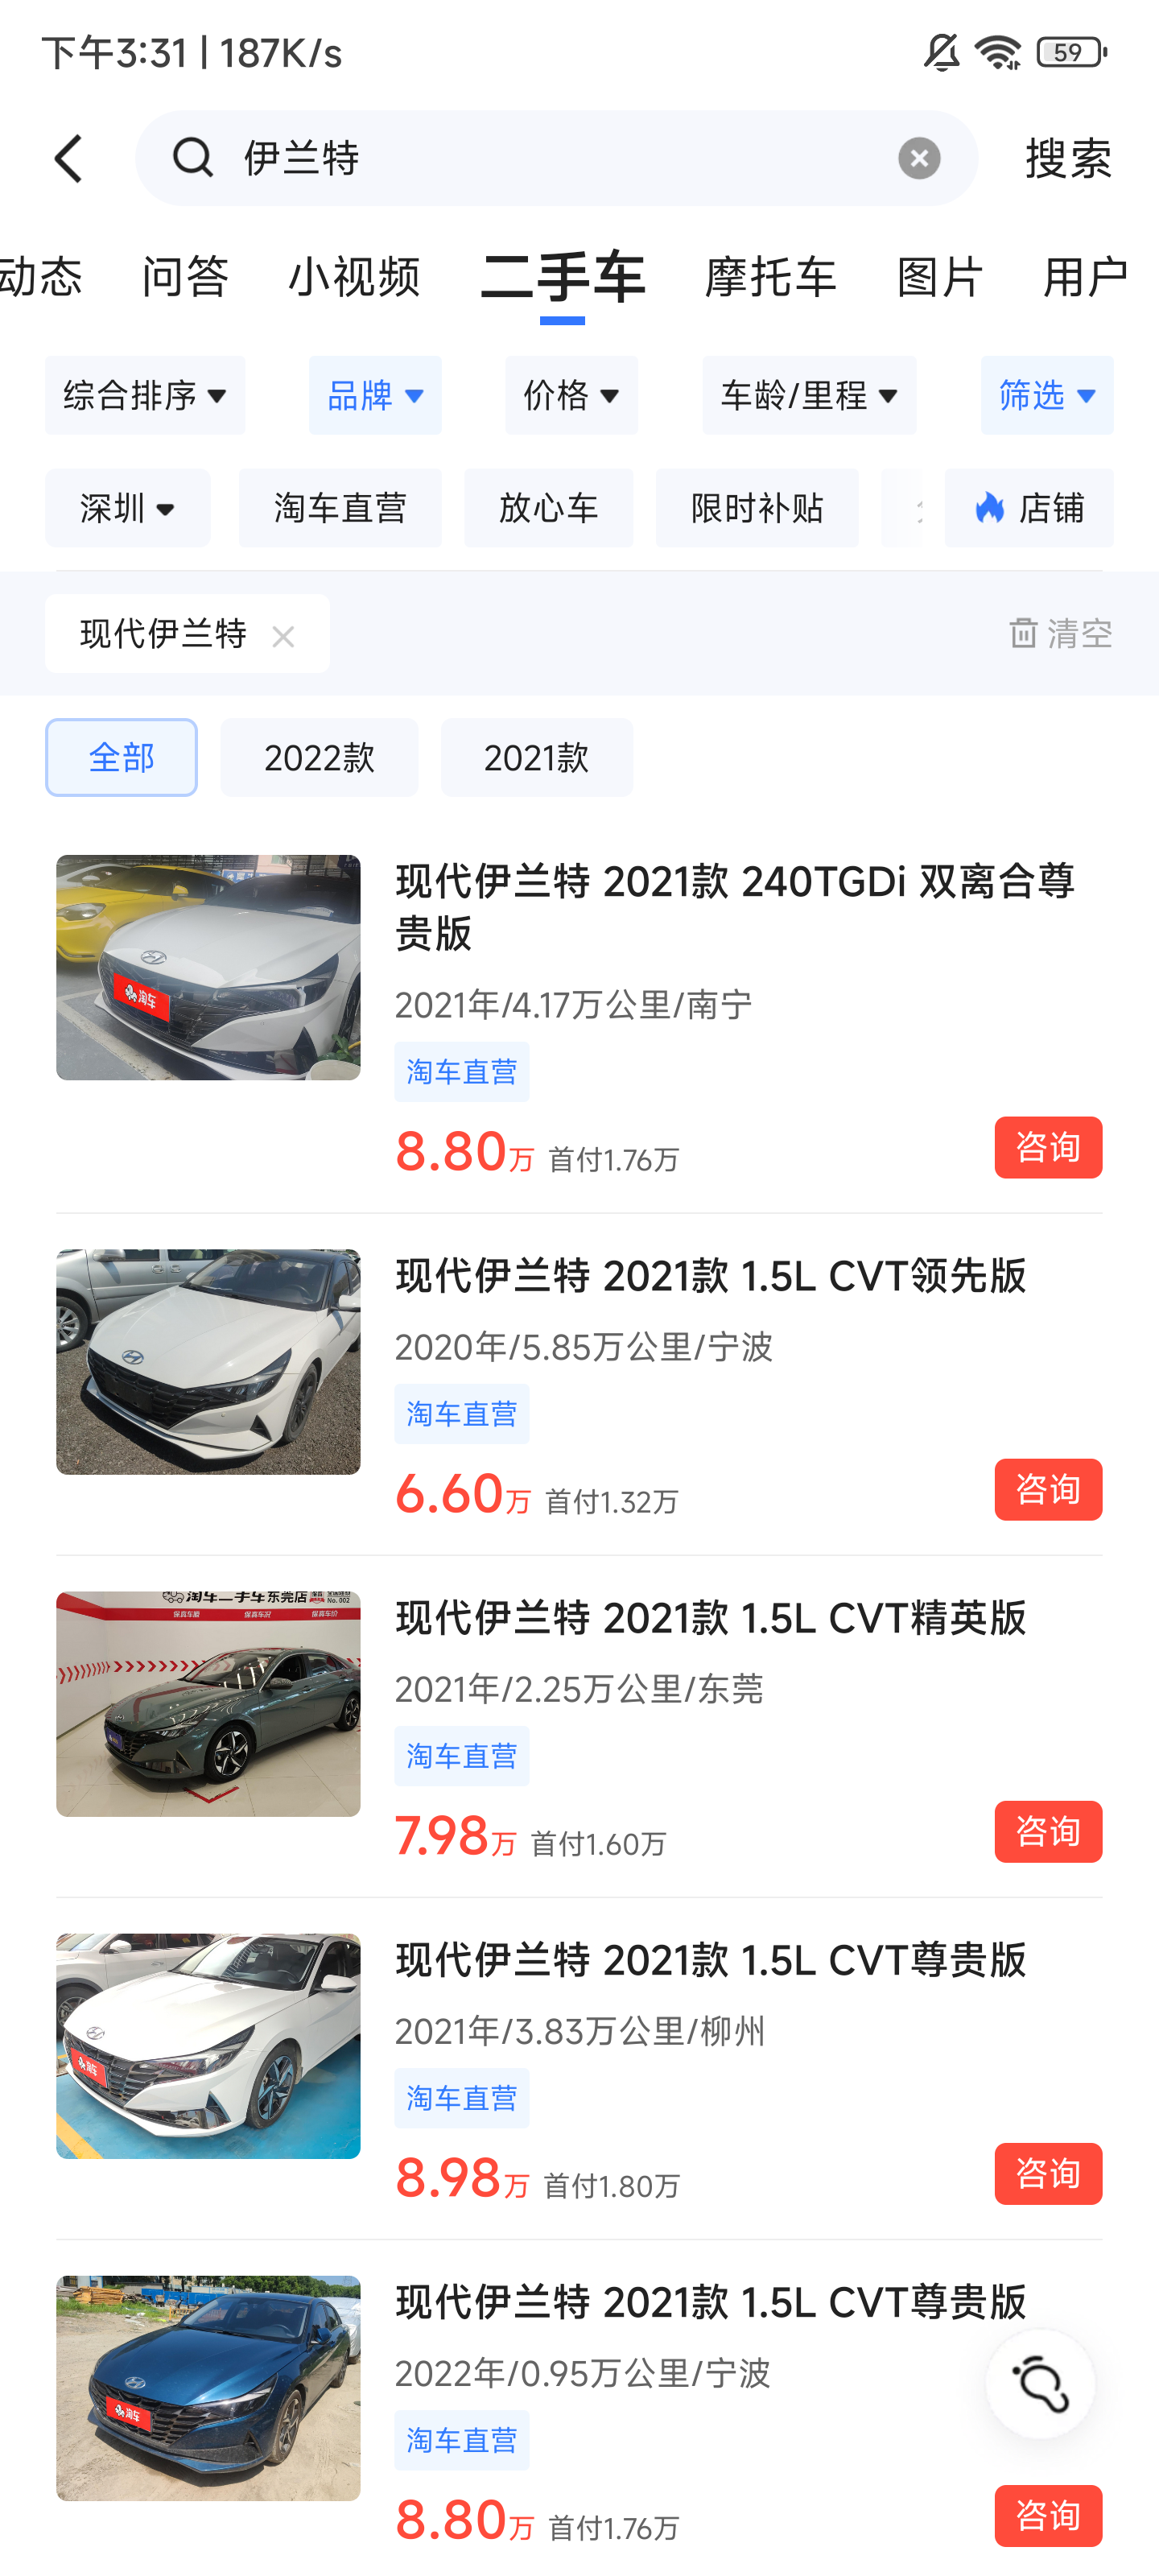 下午3:31 | 187K/s
59
伊兰特
搜索
动态 问答 小视频 二手车 摩托车 图片 用户
综合排序 品牌 价格 车龄/里程 筛选
深圳 淘车直营 放心车 限时补贴 店铺
现代伊兰特
清空
全部 2022款 2021款
淘车
现代伊兰特 2021款 240TGDi 双离合尊
贵版
2021年/4.17万公里/南宁
淘车直营
8.80万 首付1.76万
咨询
现代伊兰特 2021款 1.5L CVT领先版
2020年/5.85万公里/宁波
淘车直营
6.60万 首付1.32万
咨询
淘车二手车东莞店
No. 002
现代伊兰特 2021款 1.5L CVT精英版
2021年/2.25万公里/东莞
淘车直营
7.98万 首付1.60万
咨询
现代伊兰特 2021款 1.5L CVT尊贵版
2021年/3.83万公里/柳州
淘车直营
8.98万 首付1.80万
咨询
淘车
现代伊兰特 2021款 1.5L CVT尊贵版
2022年/0.95万公里/宁波
淘车直营
8.80万 首付1.76万
咨询